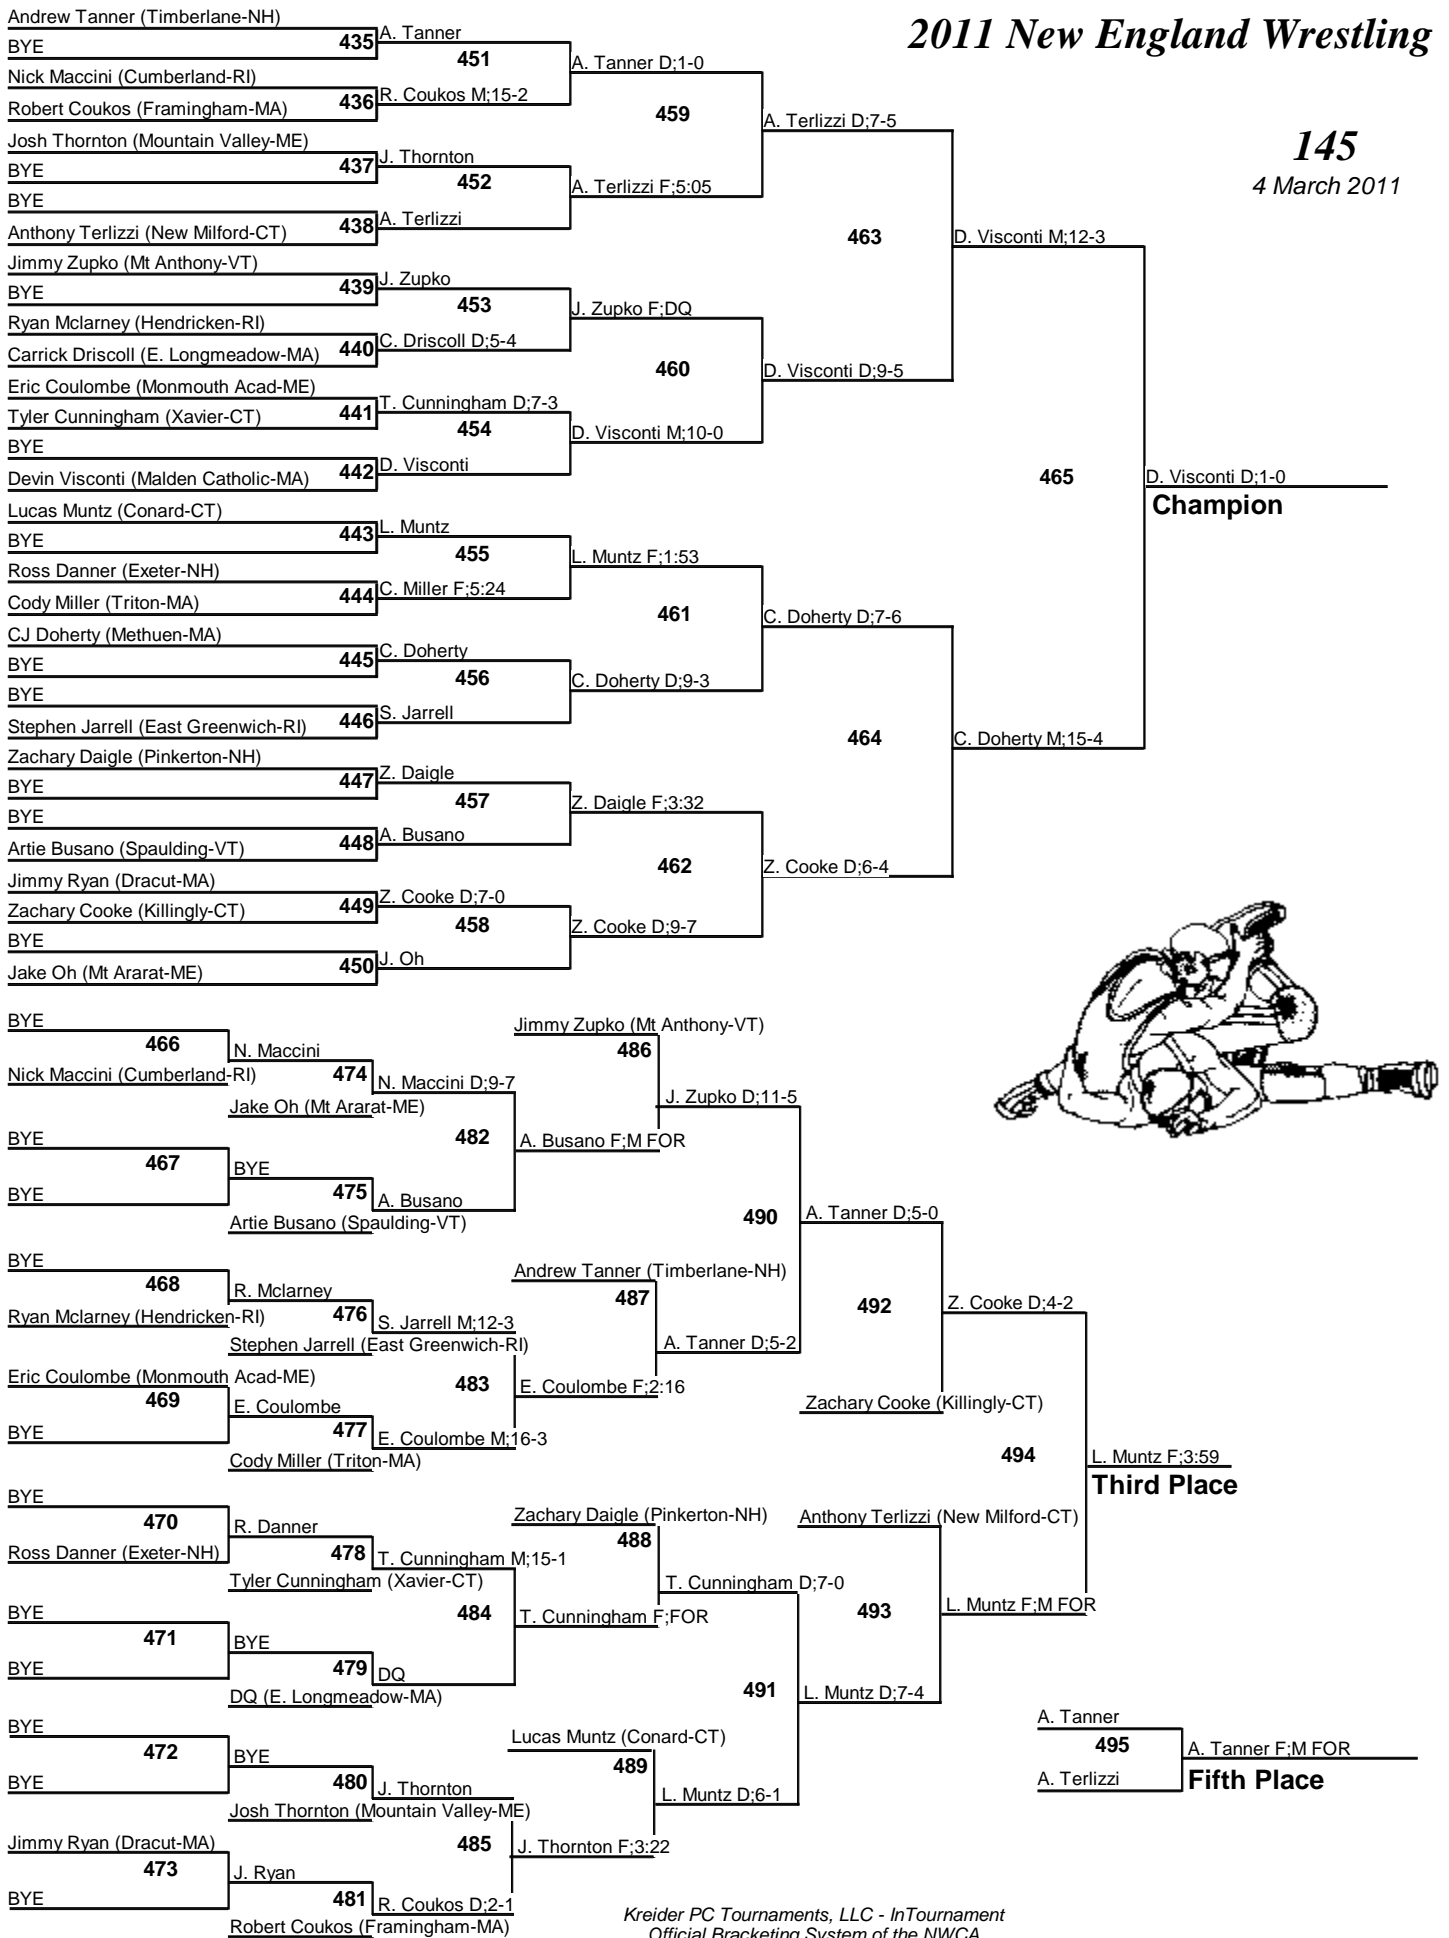 2011 New England Wrestling
145
4 March 2011
Andrew Tanner (Timberlane-NH)
BYE
435
A. Tanner
Nick Maccini (Cumberland-RI)
Robert Coukos (Framingham-MA)
436
R. Coukos M;15-2
451
A. Tanner D;1-0
Josh Thornton (Mountain Valley-ME)
BYE
437
J. Thornton
BYE
Anthony Terlizzi (New Milford-CT)
438
A. Terlizzi
452
A. Terlizzi F;5:05
459
A. Terlizzi D;7-5
Jimmy Zupko (Mt Anthony-VT)
BYE
439
J. Zupko
Ryan Mclarney (Hendricken-RI)
Carrick Driscoll (E. Longmeadow-MA)
440
C. Driscoll D;5-4
453
J. Zupko F;DQ
Eric Coulombe (Monmouth Acad-ME)
Tyler Cunningham (Xavier-CT)
441
T. Cunningham D;7-3
BYE
Devin Visconti (Malden Catholic-MA)
442
D. Visconti
454
D. Visconti M;10-0
460
D. Visconti D;9-5
463
D. Visconti M;12-3
Lucas Muntz (Conard-CT)
BYE
443
L. Muntz
Ross Danner (Exeter-NH)
Cody Miller (Triton-MA)
444
C. Miller F;5:24
455
L. Muntz F;1:53
CJ Doherty (Methuen-MA)
BYE
445
C. Doherty
BYE
Stephen Jarrell (East Greenwich-RI)
446
S. Jarrell
456
C. Doherty D;9-3
461
C. Doherty D;7-6
Zachary Daigle (Pinkerton-NH)
BYE
447
Z. Daigle
BYE
Artie Busano (Spaulding-VT)
448
A. Busano
457
Z. Daigle F;3:32
Jimmy Ryan (Dracut-MA)
Zachary Cooke (Killingly-CT)
449
Z. Cooke D;7-0
BYE
Jake Oh (Mt Ararat-ME)
450
J. Oh
458
Z. Cooke D;9-7
462
Z. Cooke D;6-4
464
C. Doherty M;15-4
465
D. Visconti D;1-0
Champion
BYE
466
Nick Maccini (Cumberland-RI)
N. Maccini
474
Jake Oh (Mt Ararat-ME)
N. Maccini D;9-7
BYE
467
BYE
BYE
475
Artie Busano (Spaulding-VT)
A. Busano
482
A. Busano F;M FOR
Jimmy Zupko (Mt Anthony-VT)
486
J. Zupko D;11-5
BYE
468
Ryan Mclarney (Hendricken-RI)
R. Mclarney
476
Stephen Jarrell (East Greenwich-RI)
S. Jarrell M;12-3
Eric Coulombe (Monmouth Acad-ME)
469
BYE
E. Coulombe
477
Cody Miller (Triton-MA)
E. Coulombe M;16-3
483
E. Coulombe F;2:16
Andrew Tanner (Timberlane-NH)
487
A. Tanner D;5-2
490
A. Tanner D;5-0
492
Zachary Cooke (Killingly-CT)
Z. Cooke D;4-2
BYE
470
Ross Danner (Exeter-NH)
R. Danner
478
Tyler Cunningham (Xavier-CT)
T. Cunningham M;15-1
BYE
471
BYE
BYE
479
DQ (E. Longmeadow-MA)
DQ
484
T. Cunningham F;FOR
Zachary Daigle (Pinkerton-NH)
488
T. Cunningham D;7-0
BYE
472
BYE
BYE
480
Josh Thornton (Mountain Valley-ME)
J. Thornton
Jimmy Ryan (Dracut-MA)
473
BYE
J. Ryan
481
Robert Coukos (Framingham-MA)
R. Coukos D;2-1
485
J. Thornton F;3:22
Lucas Muntz (Conard-CT)
489
L. Muntz D;6-1
491
L. Muntz D;7-4
Anthony Terlizzi (New Milford-CT)
493
L. Muntz F;M FOR
494
L. Muntz F;3:59
Third Place
A. Tanner
495
A. Terlizzi
A. Tanner F;M FOR
Fifth Place
Kreider PC Tournaments, LLC - InTournament
Official Bracketing System of the NWCA